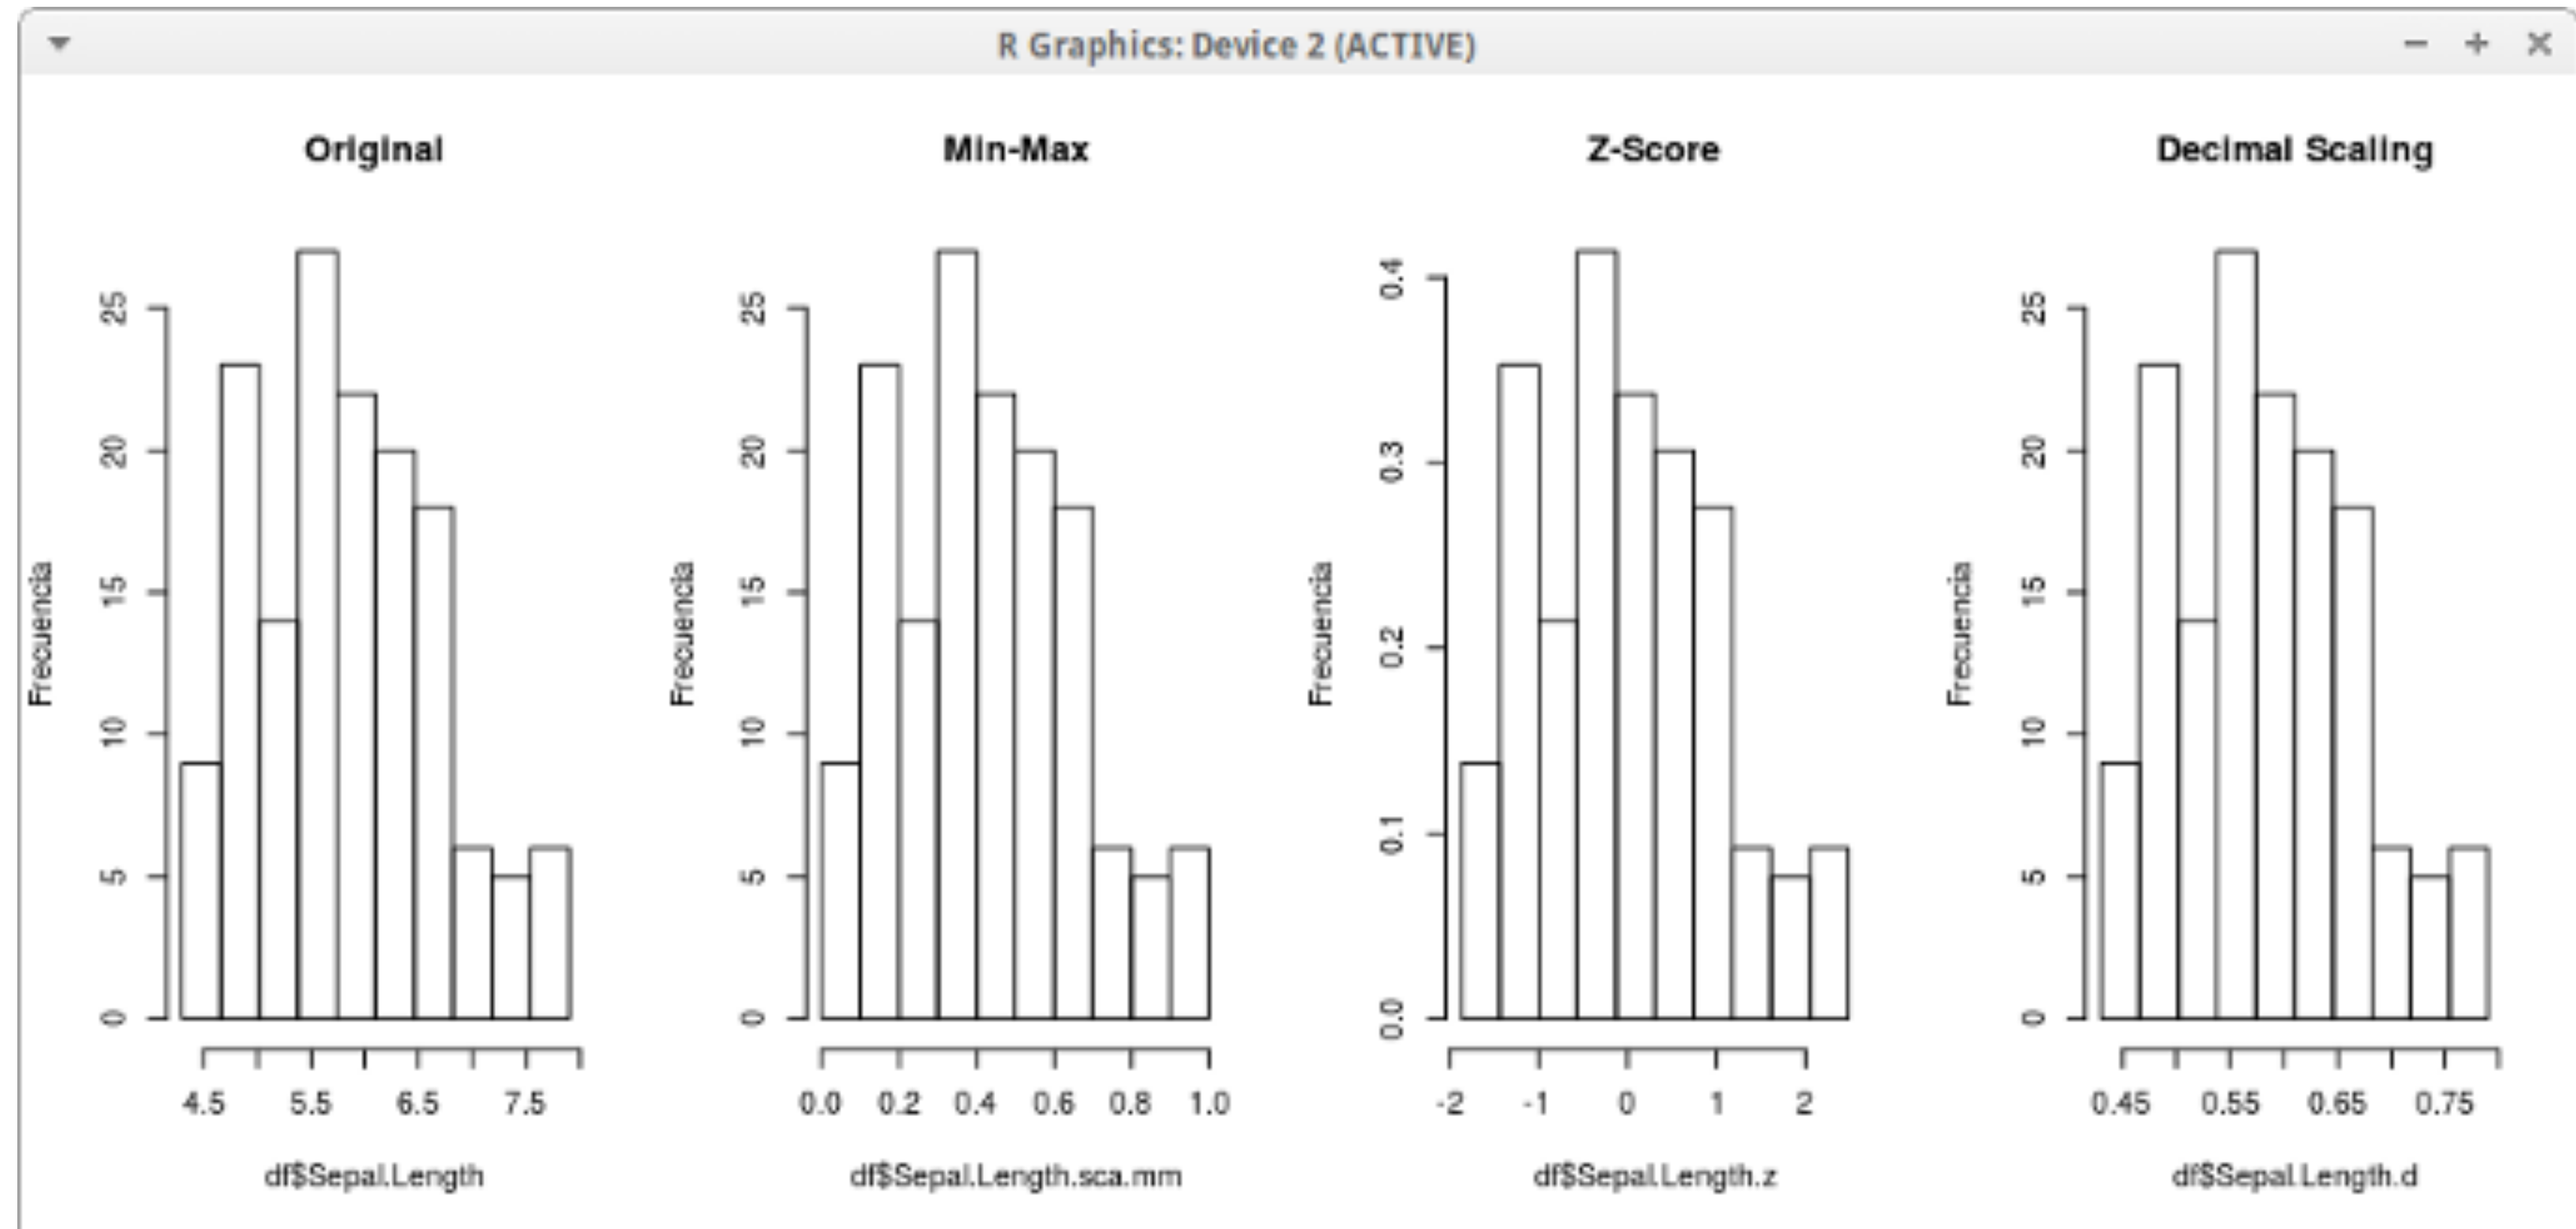 R Graphics: Device 2 (ACTIVE)
Original
Frecuencia
0 5 10 15 20 25
4.5 5.5 6.5 7.5
df$Sepal.Length
Min-Max
Frecuencia
0 5 10 15 20 25
0.0 0.2 0.4 0.6 0.8 1.0
df$Sepal.Length.sca.mm
Z-Score
Frecuencia
0.0 0.1 0.2 0.3 0.4
-2 -1 0 1 2
df$Sepal.Length.z
Decimal Scaling
Frecuencia
0 5 10 15 20 25
0.45 0.55 0.65 0.75
df$Sepal.Length.d